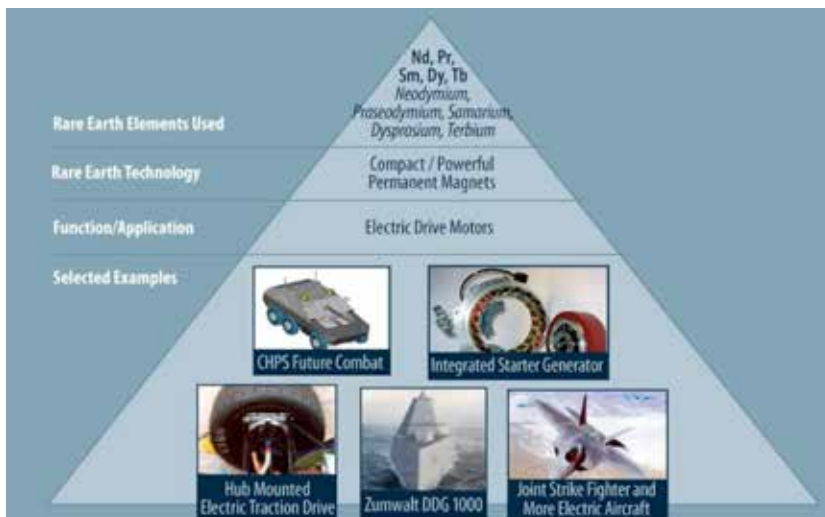 Nd, Pr,
Sm, Dy, Tb
Neodymium,
Praseodymium, Samarium,
Dysprosium, Terbium
Rare Earth Elements Used
Rare Earth Technology
Compact / Powerful
Permanent Magnets
Function/Application
Electric Drive Motors
Selected Examples
CHPS Future Combat
Integrated Starter Generator
Hub Mounted
Electric Traction Drive
Zumwalt DDG 1000
Joint Strike Fighter and
More Electric Aircraft